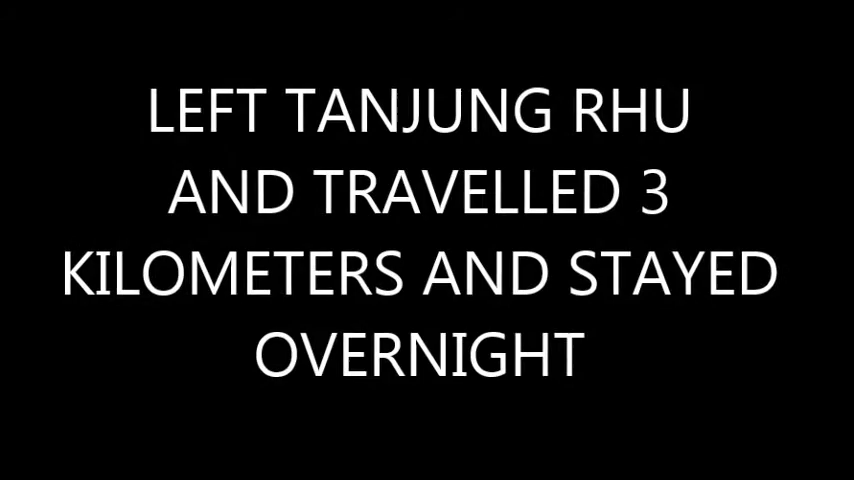 LEFT TANJUNG RHU
AND TRAVELLED 3
KILOMETERS AND STAYED
OVERNIGHT